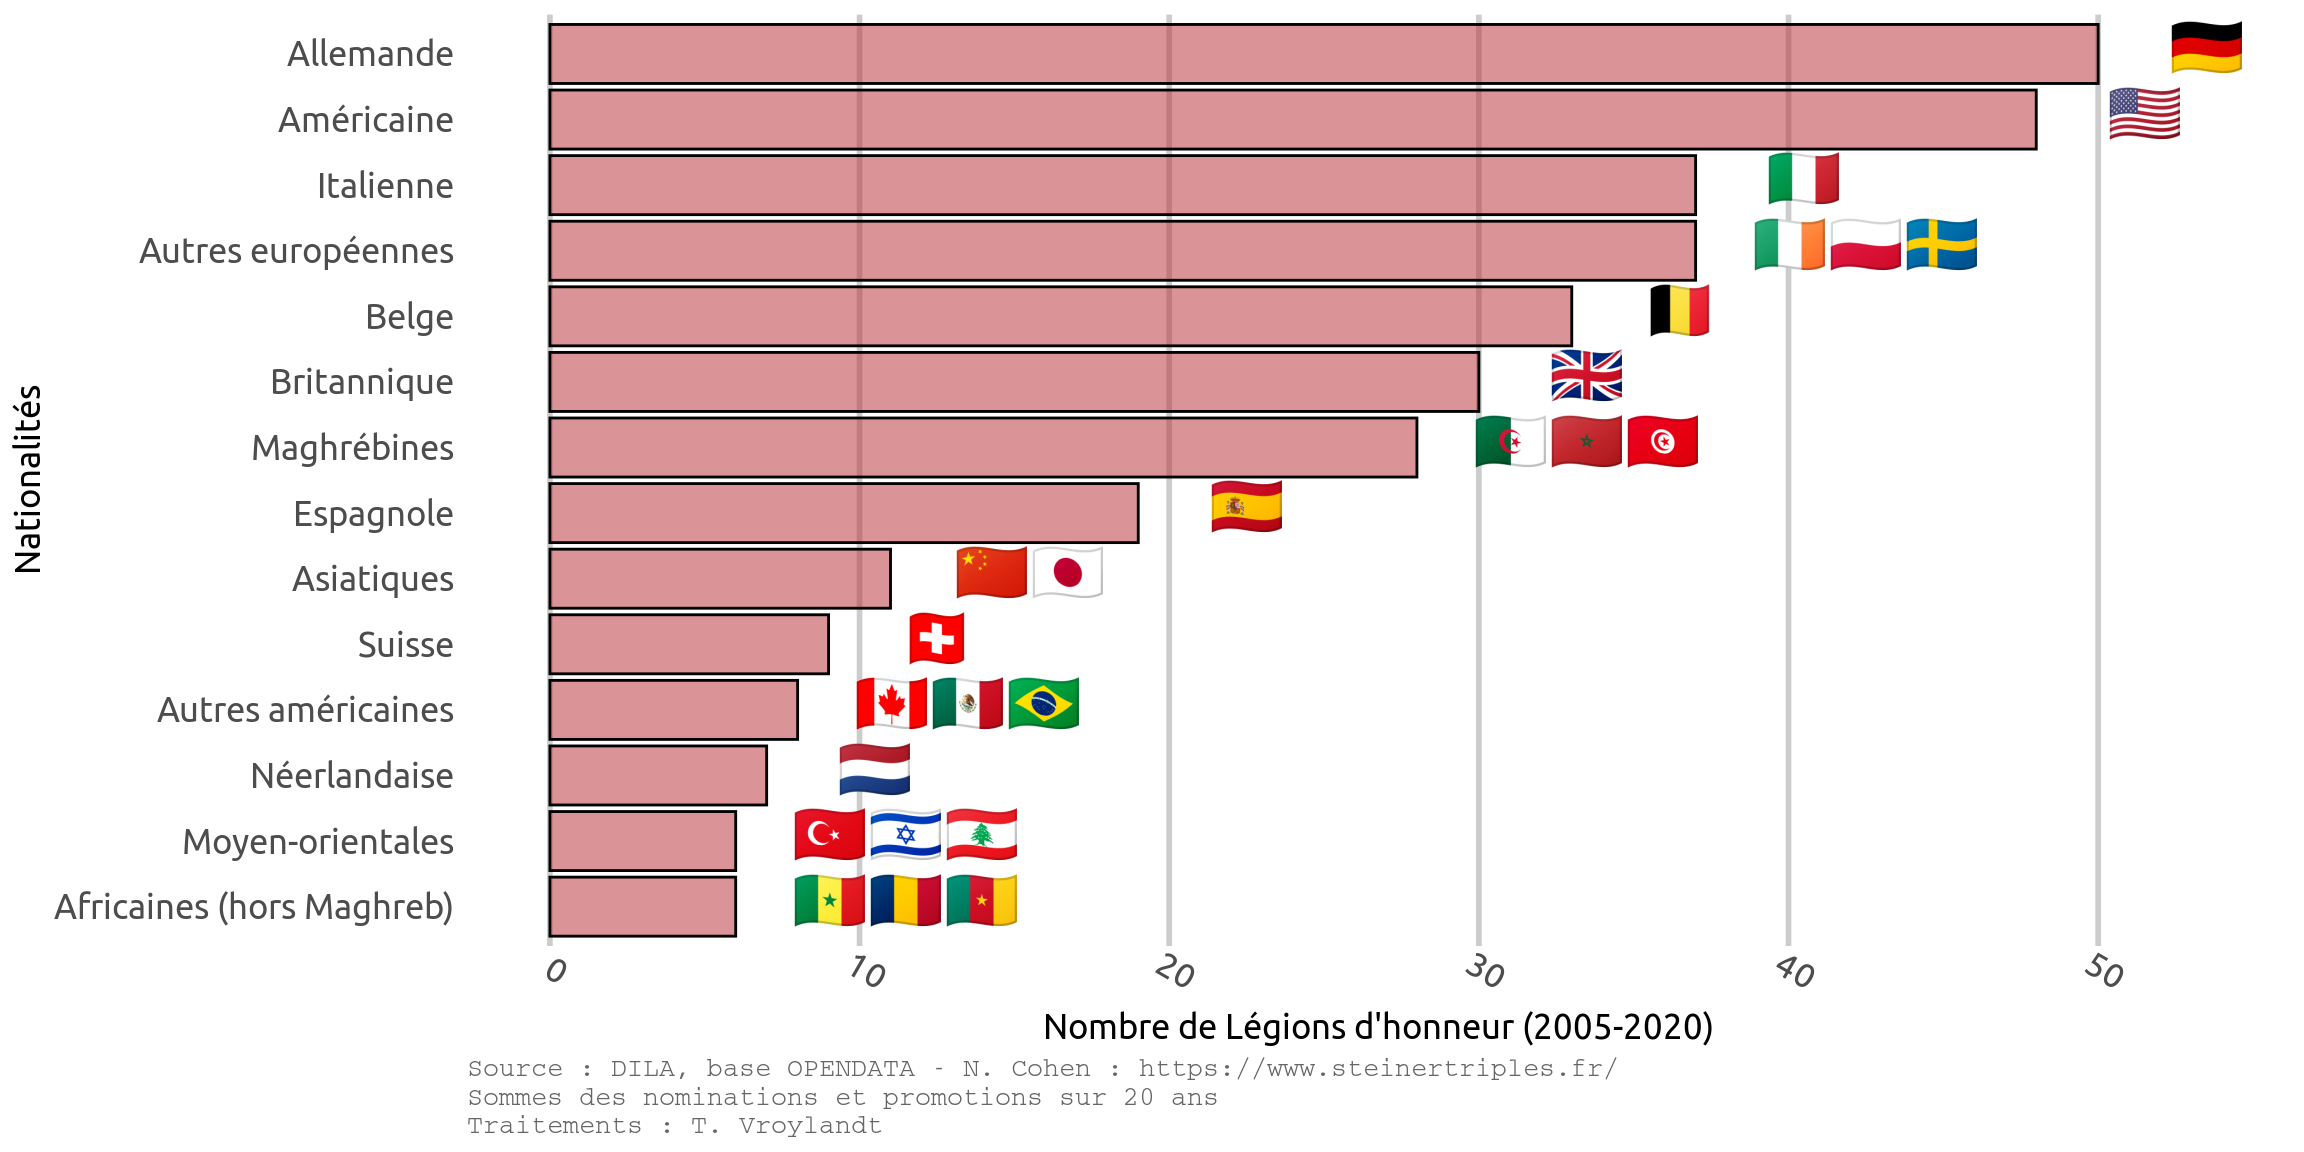 Allemande
Américaine
Italienne
Autres européennes
Belge
Britannique
Maghrébines
Espagnole
Asiatiques
Suisse
Autres américaines
Néerlandaise
Moyen-orientales
Africaines (hors Maghreb)
Nationalités
0 10 20 30 40 50
Nombre de Légions d'honneur (2005-2020)
Source : DILA, base OPENDATA - N. Cohen : https://www.steinertriples.fr/
Sommes des nominations et promotions sur 20 ans
Traitements : T. Vroylandt